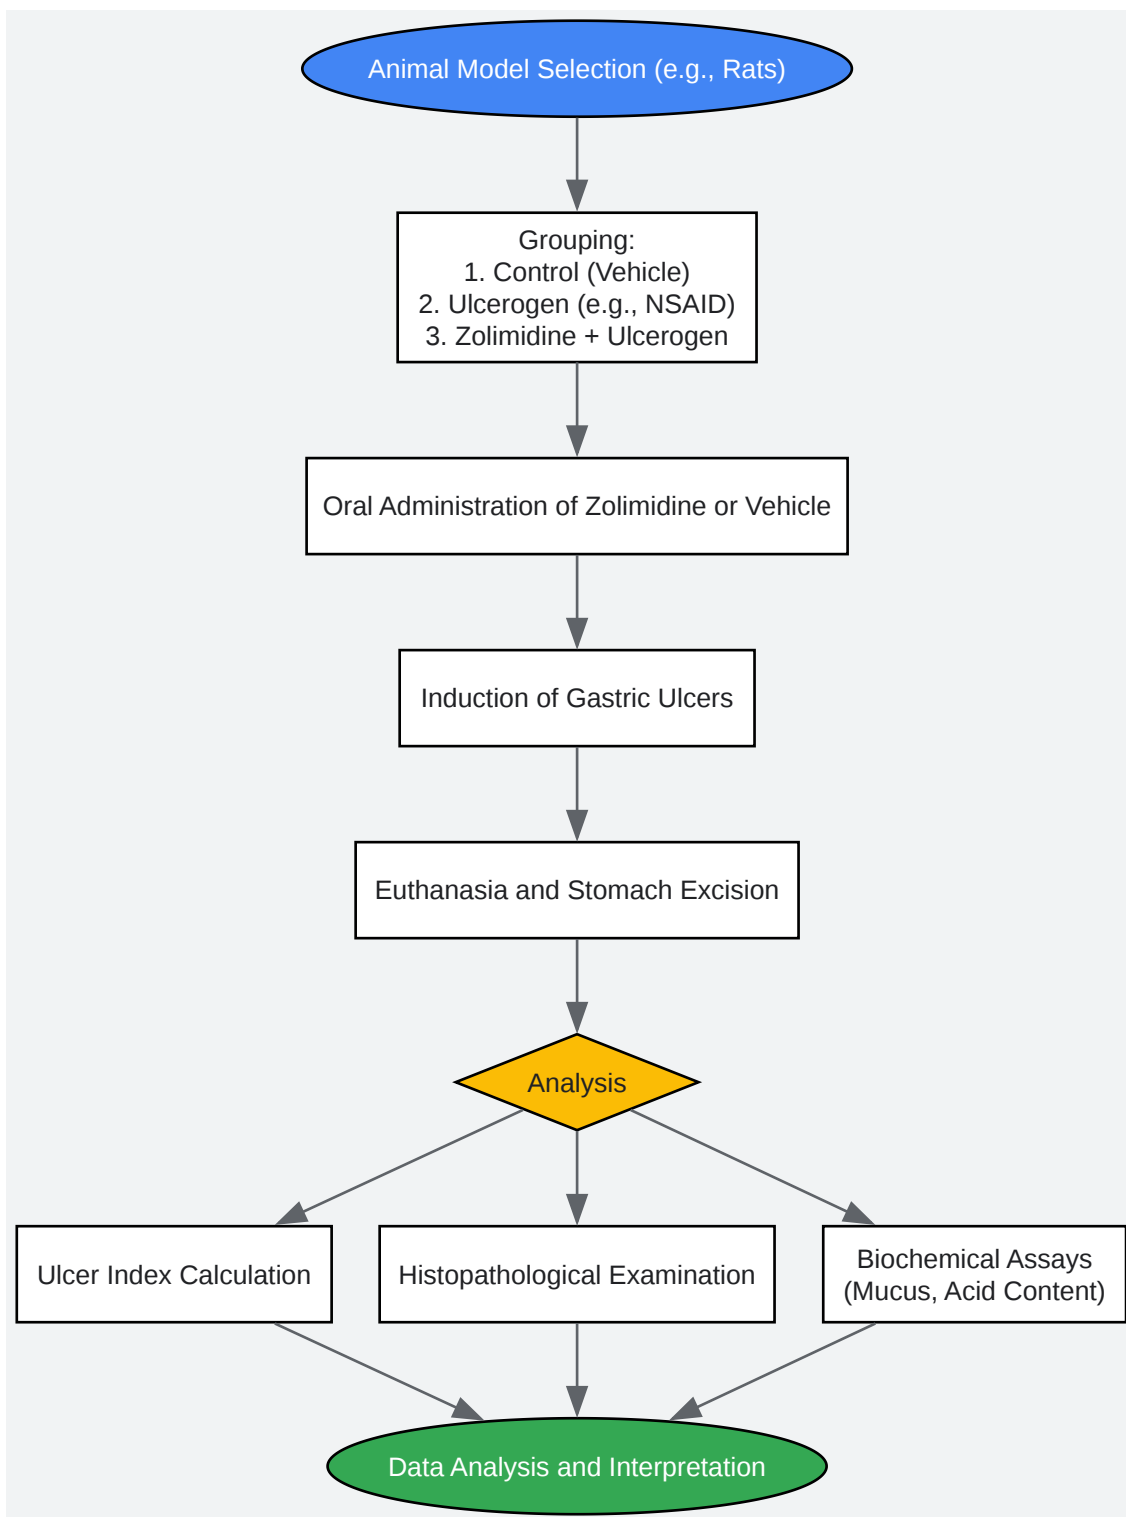 Animal Model Selection (e.g., Rats)
Grouping:
1. Control (Vehicle)
2. Ulcerogen (e.g., NSAID)
3. Zolimidine + Ulcerogen
Oral Administration of Zolimidine or Vehicle
Induction of Gastric Ulcers
Euthanasia and Stomach Excision
Analysis
Ulcer Index Calculation
Histopathological Examination
Biochemical Assays
(Mucus, Acid Content)
Data Analysis and Interpretation